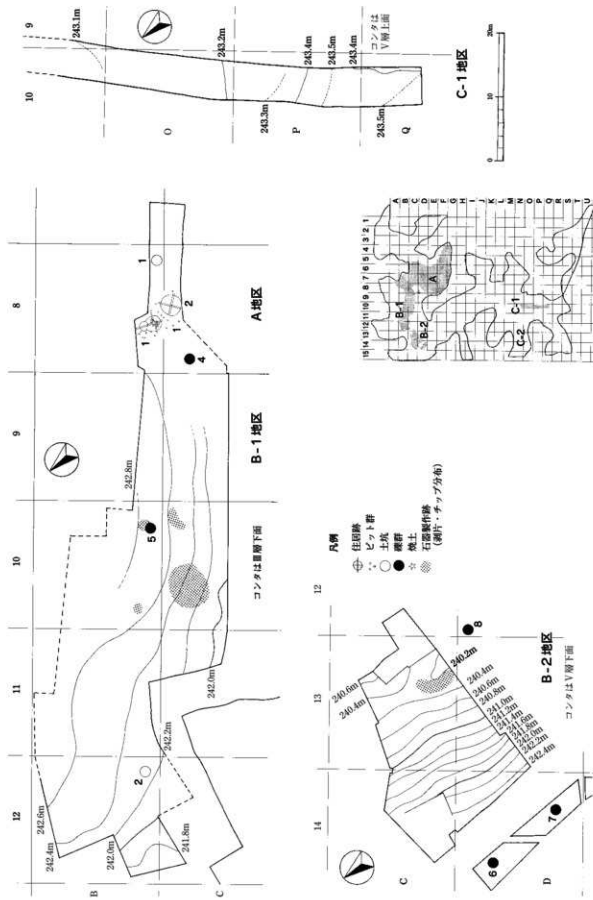 9
10
243.1m
243.2m
243.4m
243.5m
243.4m
243.3m
243.5m
コンタは
Ⅴ層上面
O
P
Q
C-1地区
0
10
20m
8
9
10
11
12
B
C
1
2
1
1
4
5
2
A地区
B-1地区
242.8m
コンタはⅢ層下面
242.0m
242.2m
242.6m
242.4m
242.0m
241.8m
A
B
C
D
E
F
G
H
I
J
K
L
M
N
O
P
Q
R
S
T
U
1
2
3
4
5
6
7
8
9
10
11
12
13
14
15
A
B-1
B-2
C-1
C-2
凡例
住居跡
ピット群
土坑
礫群
焼土
石器製作跡
(剥片・チップ分布)
12
13
14
C
D
8
7
6
B-2地区
コンタはⅤ層下面
240.6m
240.4m
240.2m
240.4m
240.6m
240.8m
241.0m
241.2m
241.4m
241.6m
241.8m
242.0m
242.2m
242.4m